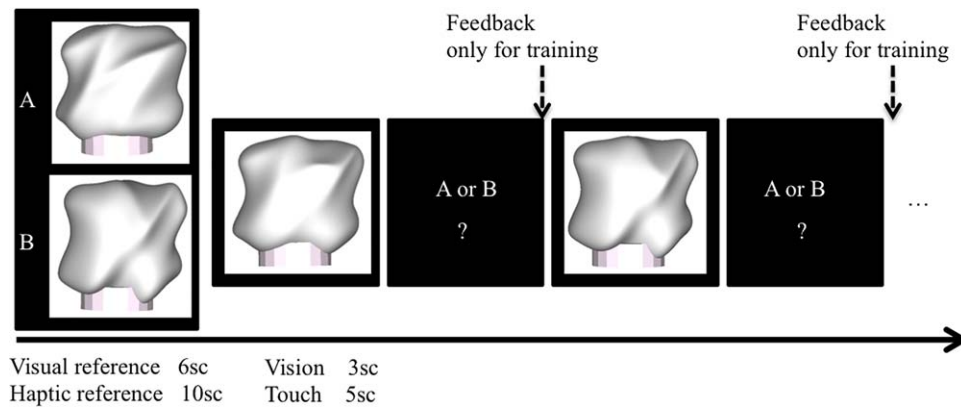 Feedback
only for training
Feedback
only for training
A
B
A or B
?
A or B
?
...
Visual reference 6sc Vision 3sc
Haptic reference 10sc Touch 5sc